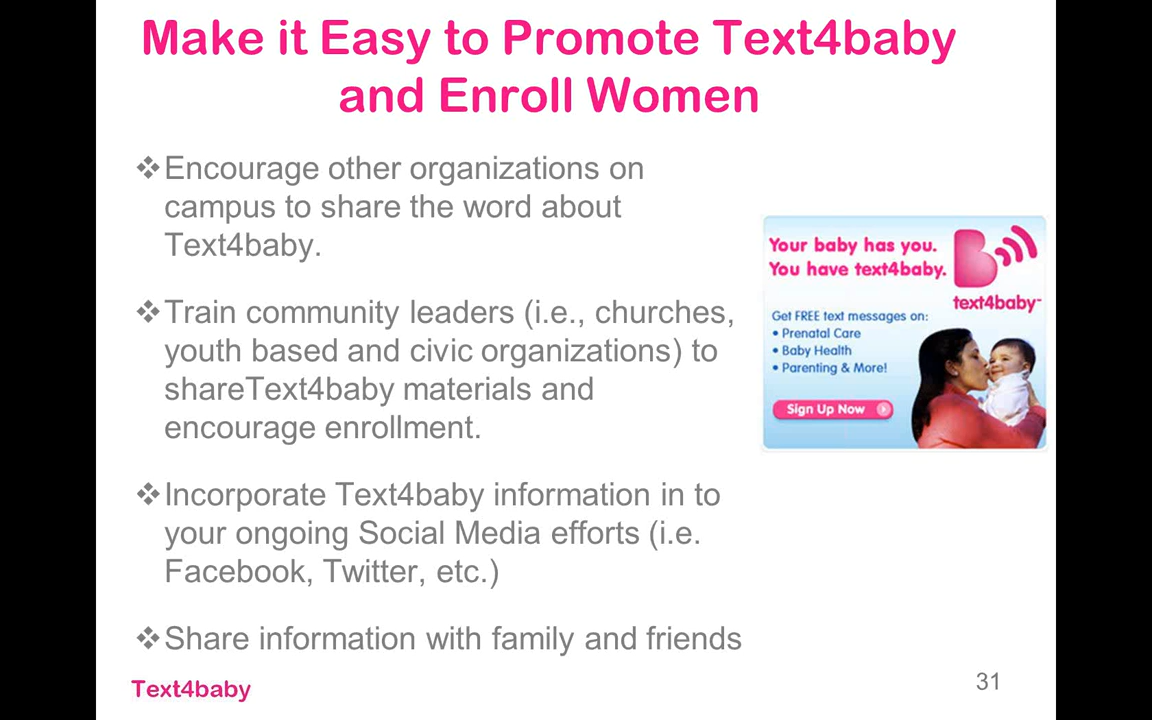 Make it Easy to Promote Text4baby
and Enroll Women
❖Encourage other organizations on
campus to share the word about
Text4baby.
❖Train community leaders (i.e., churches,
youth based and civic organizations) to
shareText4baby materials and
encourage enrollment.
❖Incorporate Text4baby information in to
your ongoing Social Media efforts (i.e.
Facebook, Twitter, etc.)
❖Share information with family and friends
Your baby has you.
You have text4baby.
text4baby™
Get FREE text messages on:
• Prenatal Care
• Baby Health
• Parenting & More!
Sign Up Now
Text4baby
31